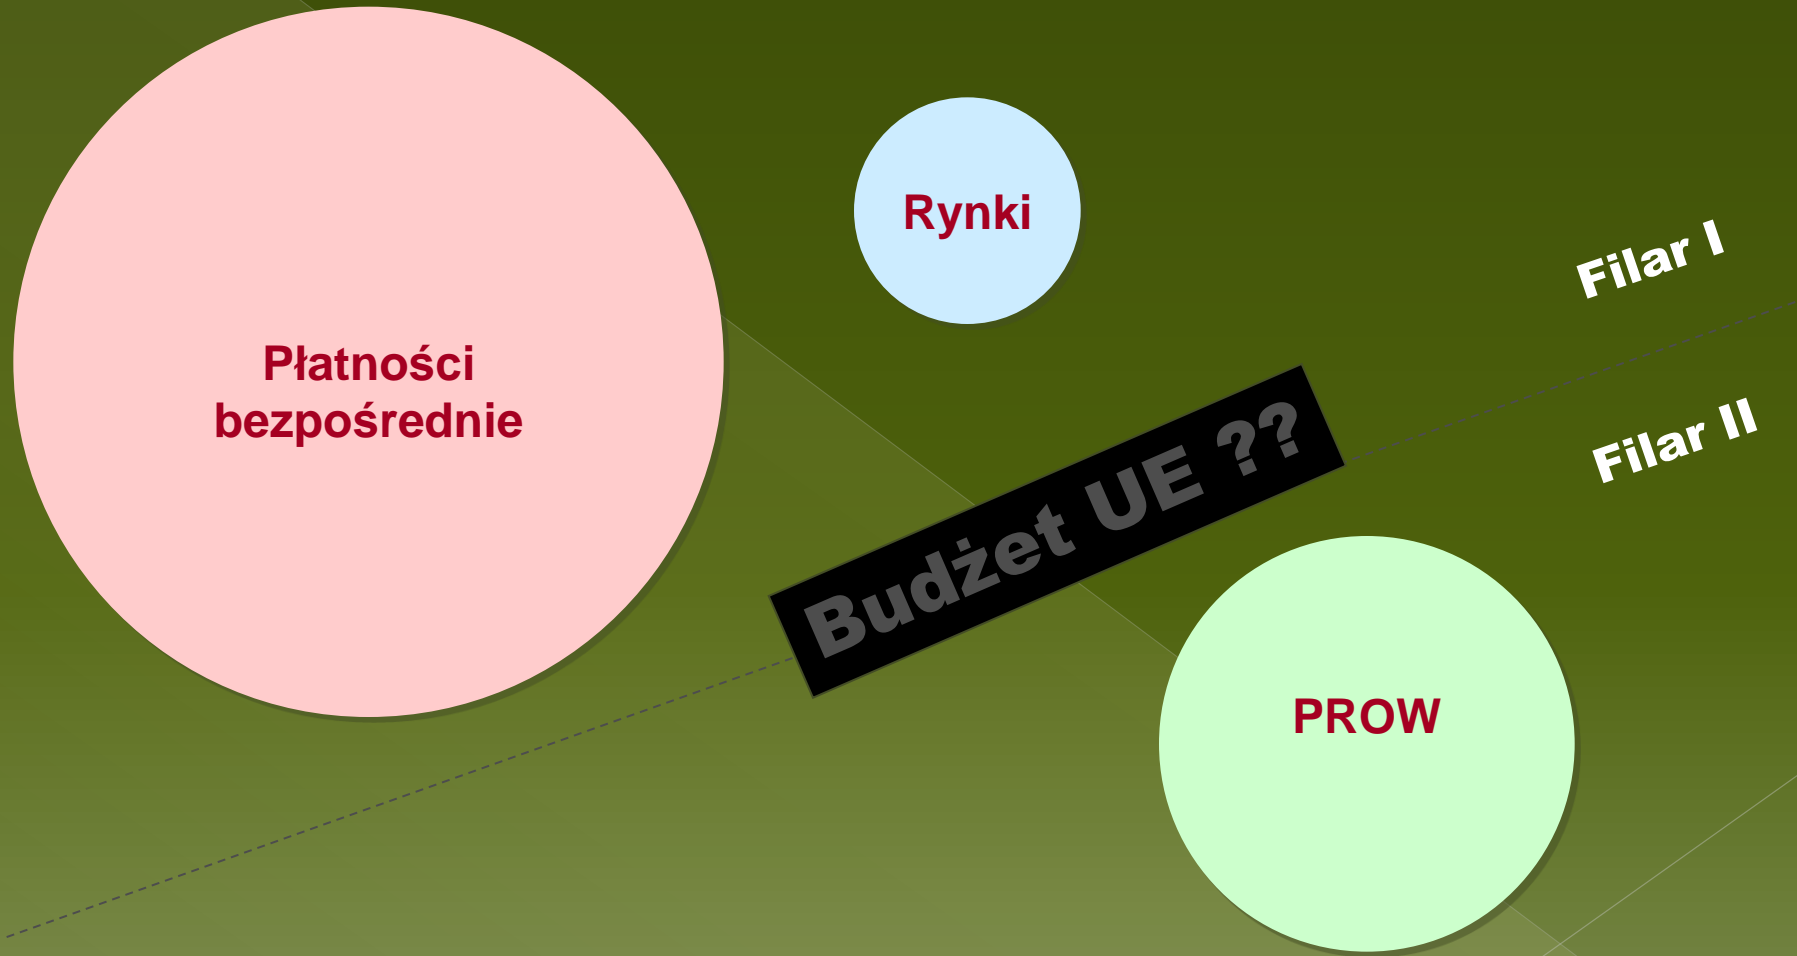 Rynki
Filar I
Płatności
bezpośrednie
Budżet UE ??
Filar II
PROW